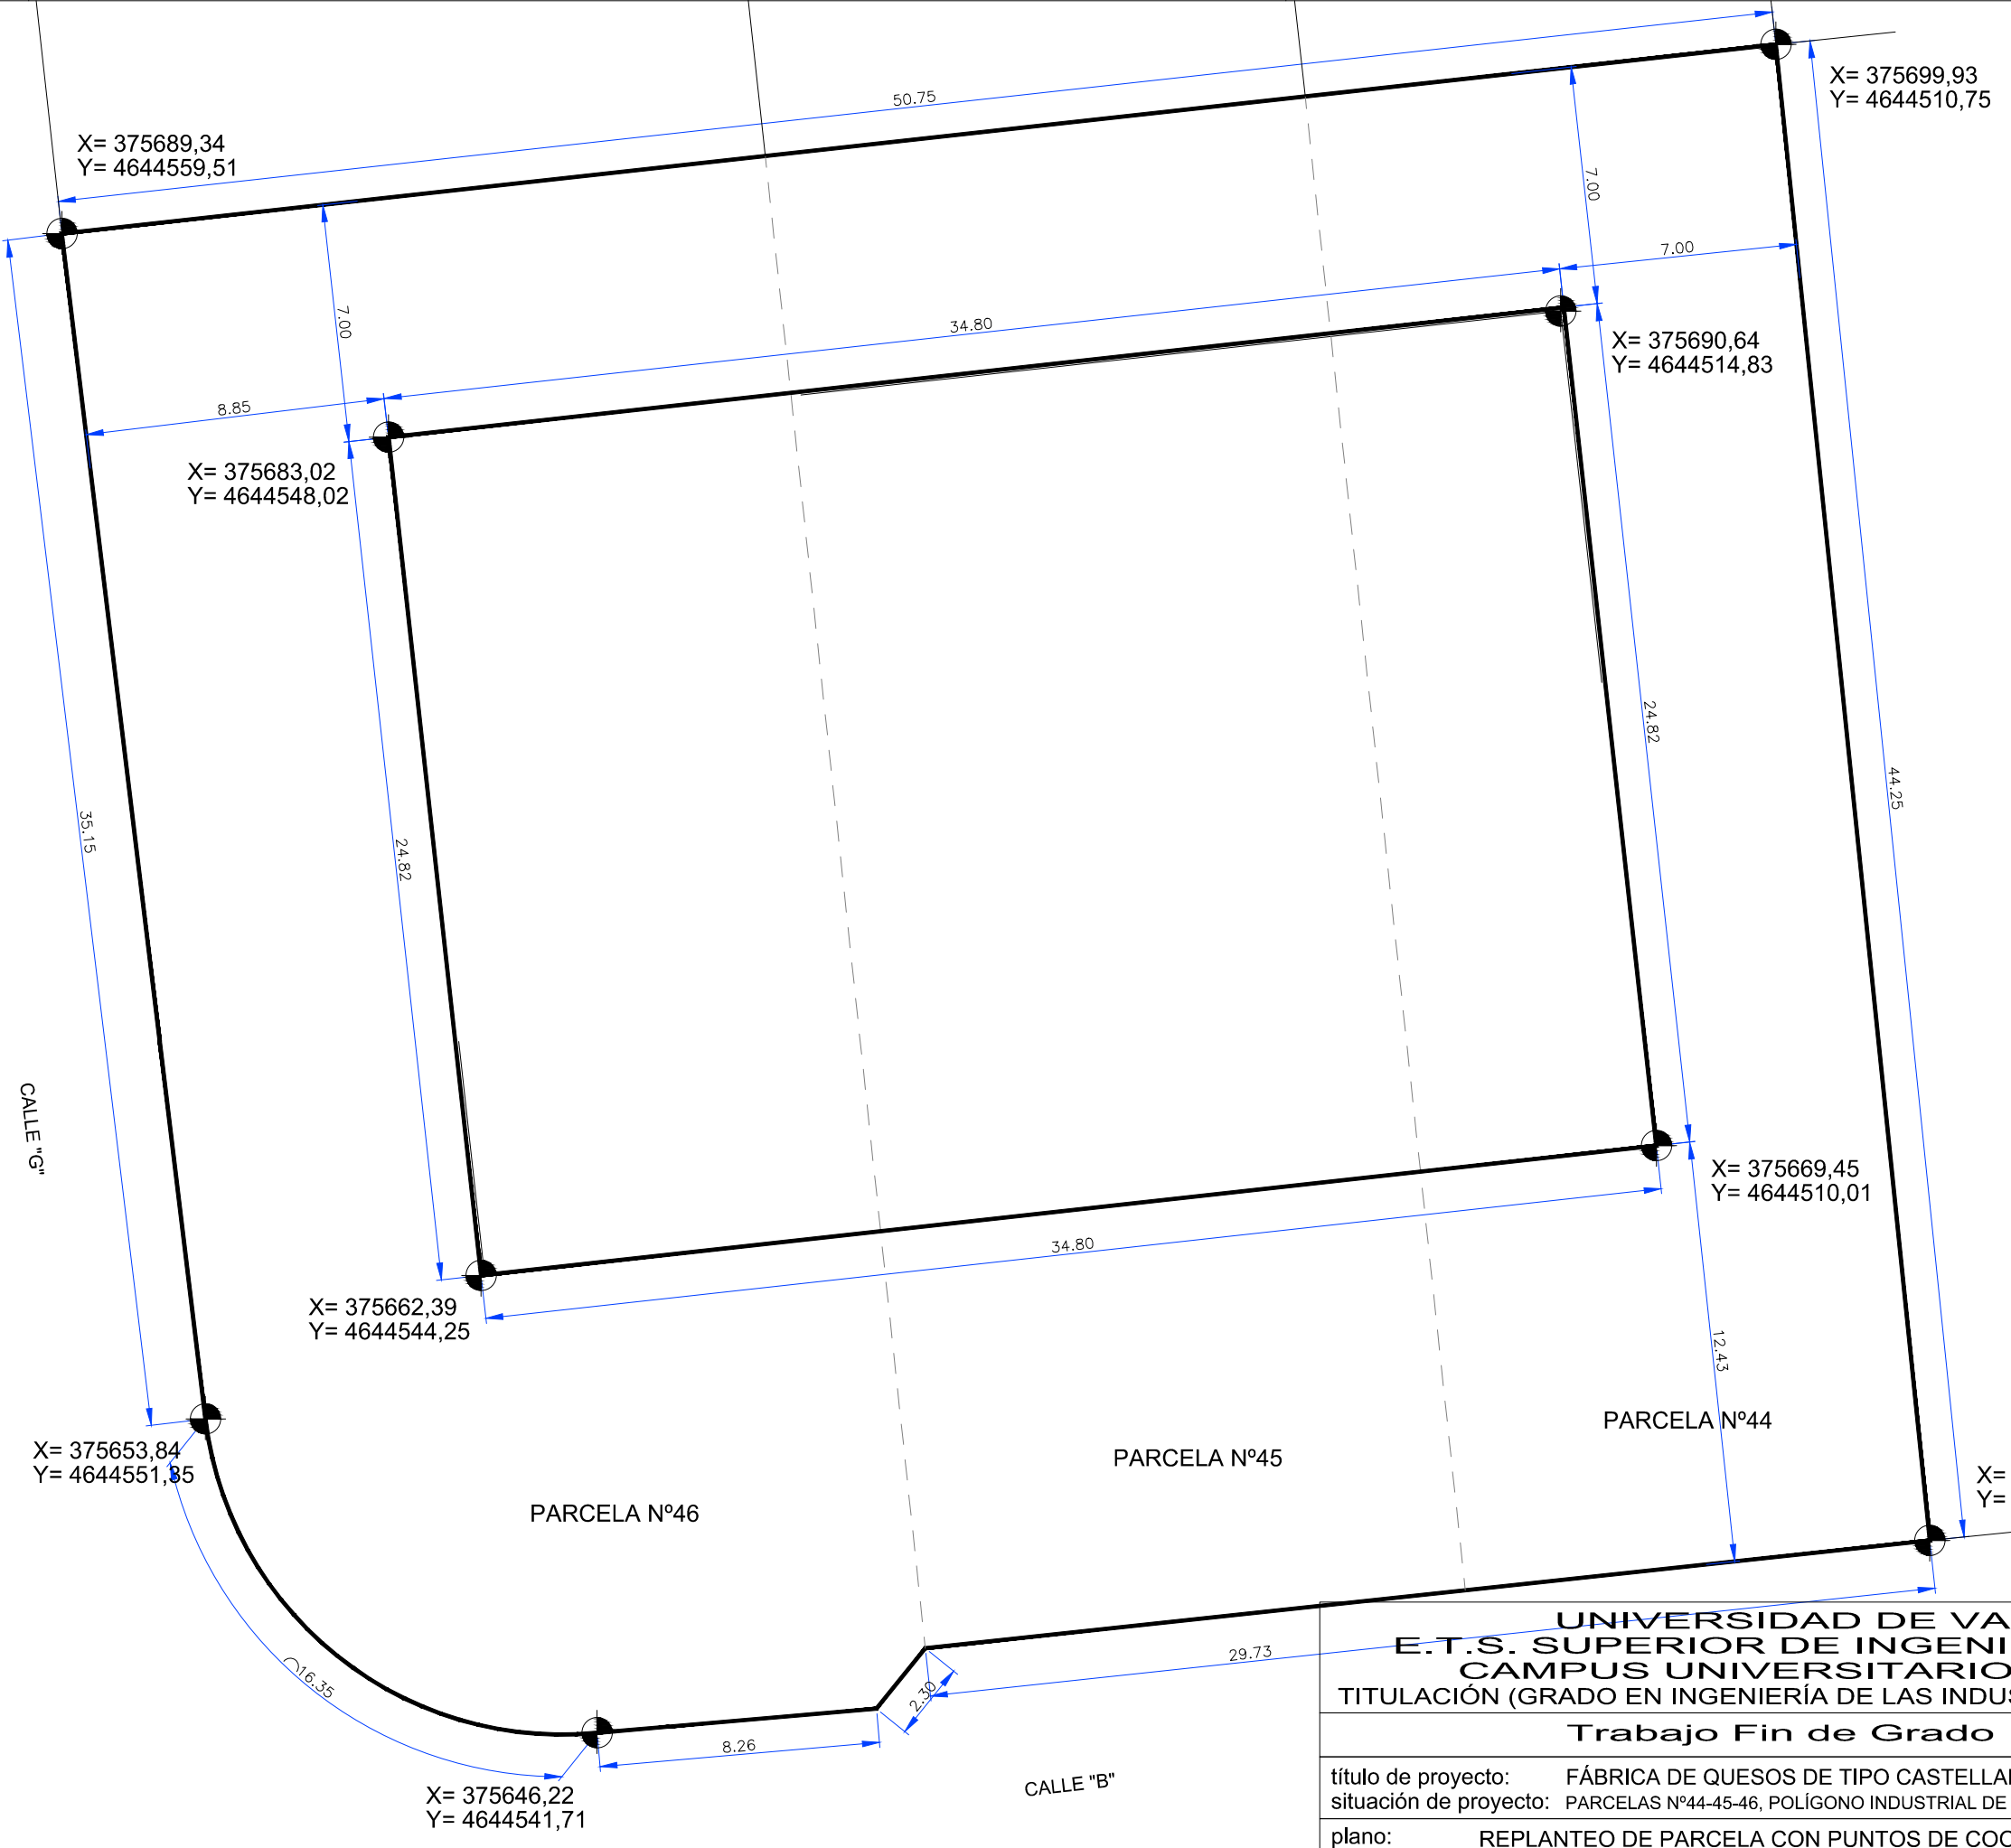 50.75
X= 375699,93
Y= 4644510,75
X= 375689,34
Y= 4644559,51
7.00
7.00
7.00
34.80
X= 375690,64
Y= 4644514,83
8.85
X= 375683,02
Y= 4644548,02
24.82
44.25
35.15
24.82
CALLE "G"
X= 375669,45
Y= 4644510,01
34.80
X= 375662,39
Y= 4644544,25
12.43
PARCELA Nº44
X= 375653,84
Y= 4644551,35
PARCELA Nº45
X=
Y=
PARCELA Nº46
16.35
29.73
2.30
8.26
CALLE "B"
X= 375646,22
Y= 4644541,71
UNIVERSIDAD DE VA
E.T.S. SUPERIOR DE INGENI
CAMPUS UNIVERSITARIO
TITULACIÓN (GRADO EN INGENIERÍA DE LAS INDUS
Trabajo Fin de Grado
título de proyecto: FÁBRICA DE QUESOS DE TIPO CASTELLA
situación de proyecto: PARCELAS Nº44-45-46, POLÍGONO INDUSTRIAL DE
plano: REPLANTEO DE PARCELA CON PUNTOS DE COO